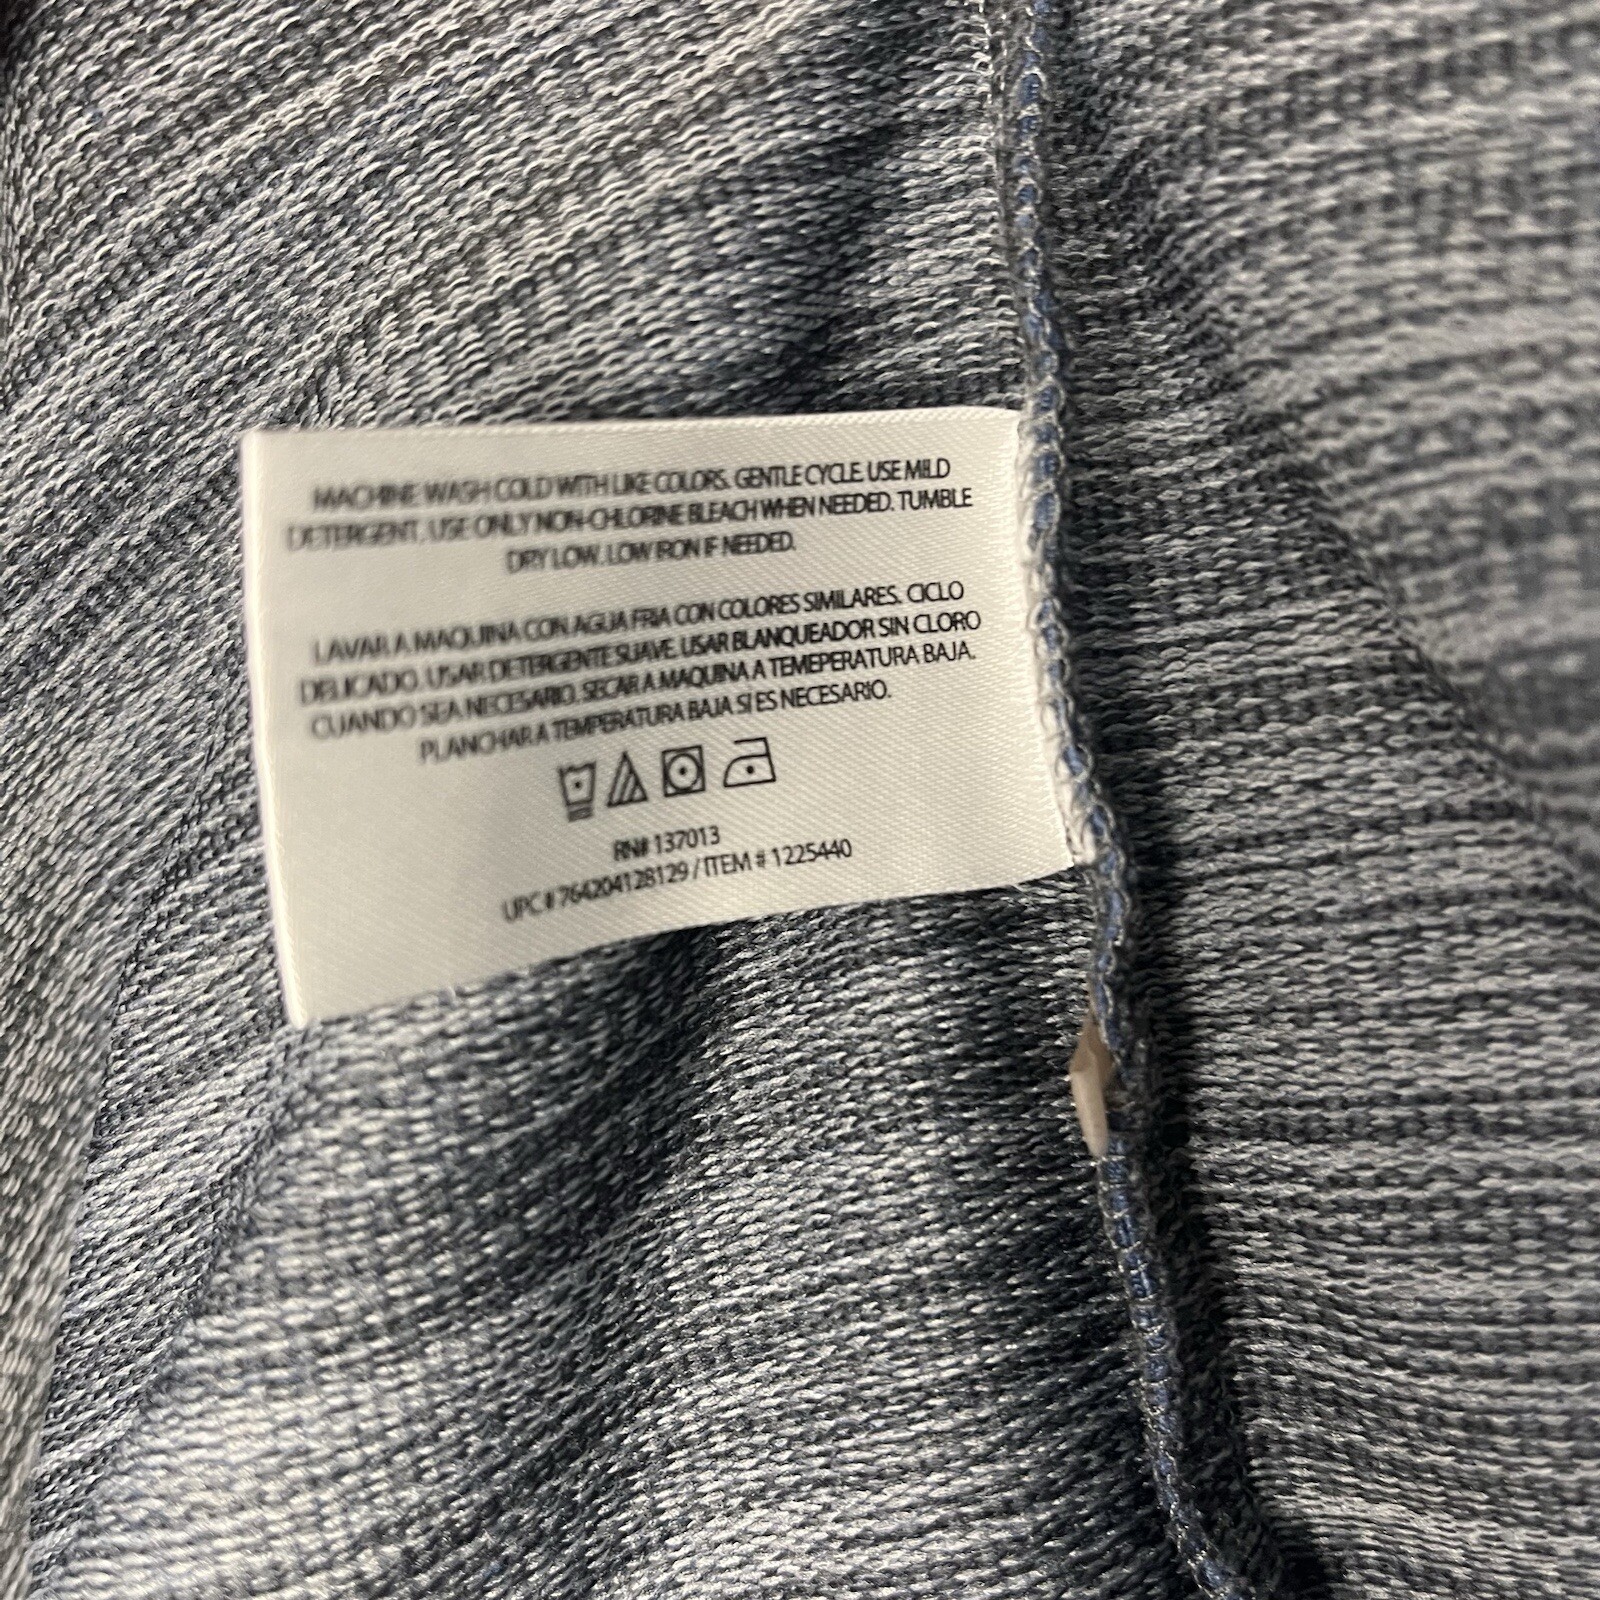 MACHINE WASH COLD WITH LIKE COLORS. GENTLE CYCLE. USE MILD
DETERGENT. USE ONLY NON-CHLORINE BLEACH WHEN NEEDED. TUMBLE
DRY LOW. LOW IRON IF NEEDED.
LAVAR A MAQUINA CON AGUA FRIA CON COLORES SIMILARES. CICLO
DELICADO. USAR DETERGENTE SUAVE. USAR BLANQUEADOR SIN CLORO
CUANDO SEA NECESARIO. SECAR A MAQUINA A TEMEPERATURA BAJA.
PLANCHAR A TEMPERATURA BAJA SI ES NECESARIO.
RN# 137013
UPC # 764204128129 / ITEM # 1225440